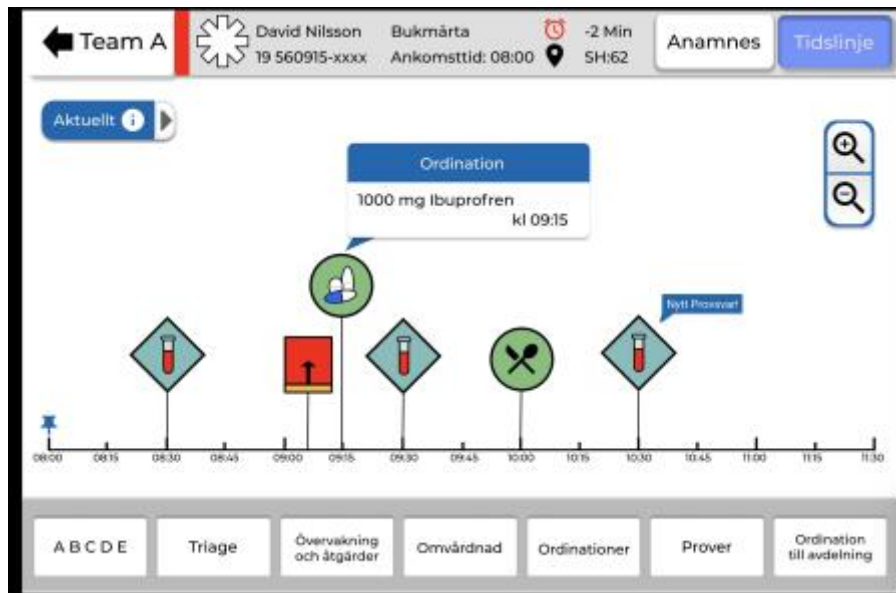 Team A
David Nilsson
19 560915-xxxx
Bukmärta
Ankomsttid: 08:00
-2 Min
SH:62
Anamnes
Tidslinje
Aktuellt i
Ordination
1000 mg Ibuprofren
kl 09:15
Nytt Provsvar!
08:00 08:15 08:30 08:45 09:00 09:15 09:30 09:45 10:00 10:15 10:30 10:45 11:00 11:15 11:30
A B C D E
Triage
Övervakning
och åtgärder
Omvårdnad
Ordinationer
Prover
Ordination
till avdelning